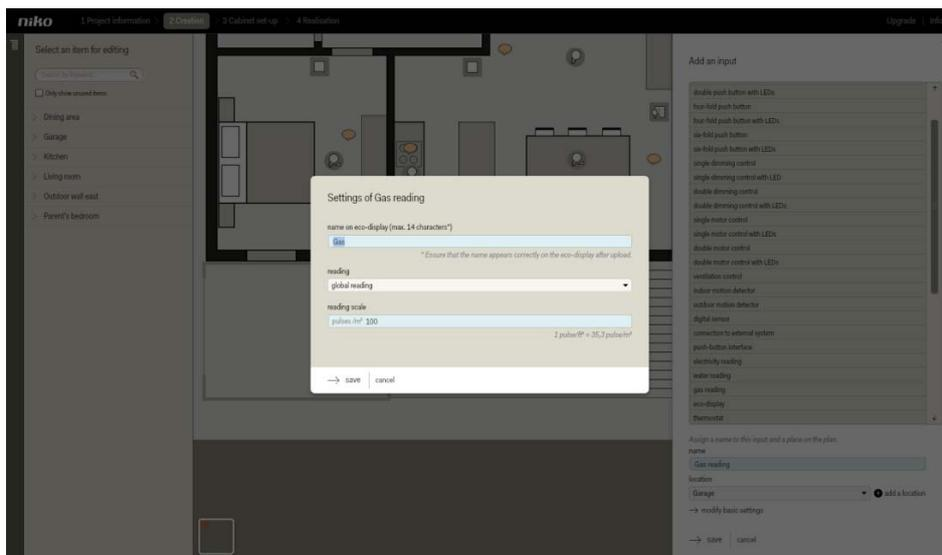 niko
1 Project information
2 Creation
3 Cabinet set-up
4 Realisation
Upgrade
Select an item for editing
Only show unused items
Dining area
Garage
Kitchen
Living room
Outdoor wall east
Parent's bedroom
Settings of Gas reading
name on eco-display (max. 14 characters*)
Gas
* Ensure that the name appears correctly on the eco-display after upload.
reading
global reading
reading scale
pulses /m³ 100
1 pulse/ft³ = 35,3 pulse/m³
save
cancel
Add an input
double push button with LEDs
four-fold push button
four-fold push button with LEDs
six-fold push button
six-fold push button with LEDs
single dimming control
single dimming control with LED
double dimming control
double dimming control with LEDs
single motor control
single motor control with LEDs
double motor control
double motor control with LEDs
ventilation control
indoor motion detector
outdoor motion detector
digital sensor
connection to external system
push-button interface
electricity reading
water reading
gas reading
eco-display
thermostat
Assign a name to this input and a place on the plan.
name
Gas reading
location
Garage
add a location
modify basic settings
save
cancel